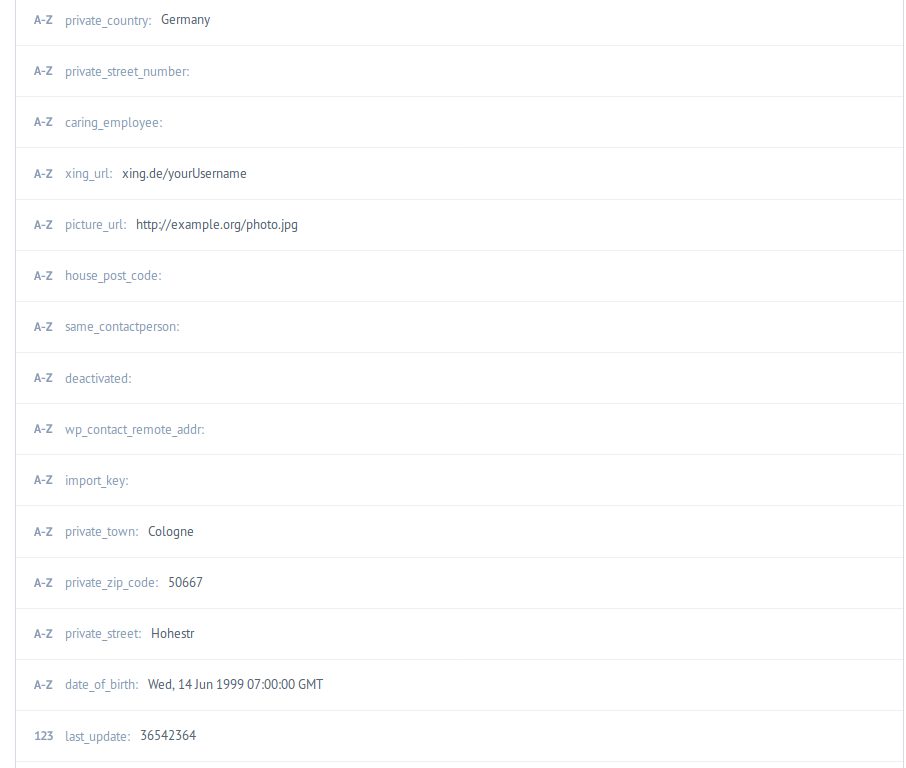 A-Z private_country: Germany
A-Z private_street_number:
A-Z caring_employee:
A-Z xing_url: xing.de/yourUsername
A-Z picture_url: http://example.org/photo.jpg
A-Z house_post_code:
A-Z same_contactperson:
A-Z deactivated:
A-Z wp_contact_remote_addr:
A-Z import_key:
A-Z private_town: Cologne
A-Z private_zip_code: 50667
A-Z private_street: Hohestr
A-Z date_of_birth: Wed, 14 Jun 1999 07:00:00 GMT
123 last_update: 36542364